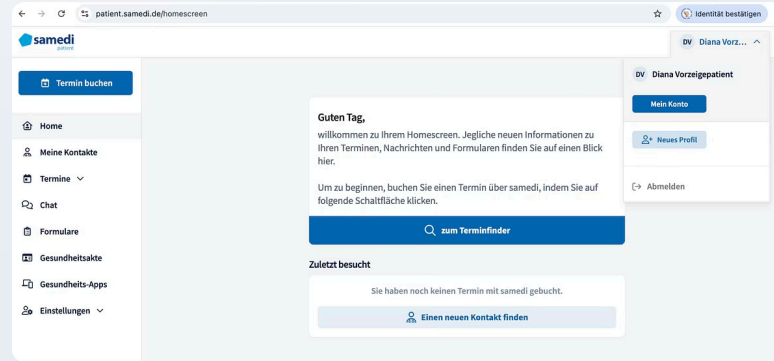 patient.samedi.de/homescreen
Identität bestätigen
samedi
patient
DV Diana Vorz...
Termin buchen
Home
Meine Kontakte
Termine
Chat
Formulare
Gesundheitsakte
Gesundheits-Apps
Einstellungen
Guten Tag,
willkommen zu Ihrem Homescreen. Jegliche neuen Informationen zu
Ihren Terminen, Nachrichten und Formularen finden Sie auf einen Blick
hier.
Um zu beginnen, buchen Sie einen Termin über samedi, indem Sie auf
folgende Schaltfläche klicken.
zum Terminfinder
Zuletzt besucht
Sie haben noch keinen Termin mit samedi gebucht.
Einen neuen Kontakt finden
DV Diana Vorzeigepatient
Mein Konto
Neues Profil
Abmelden